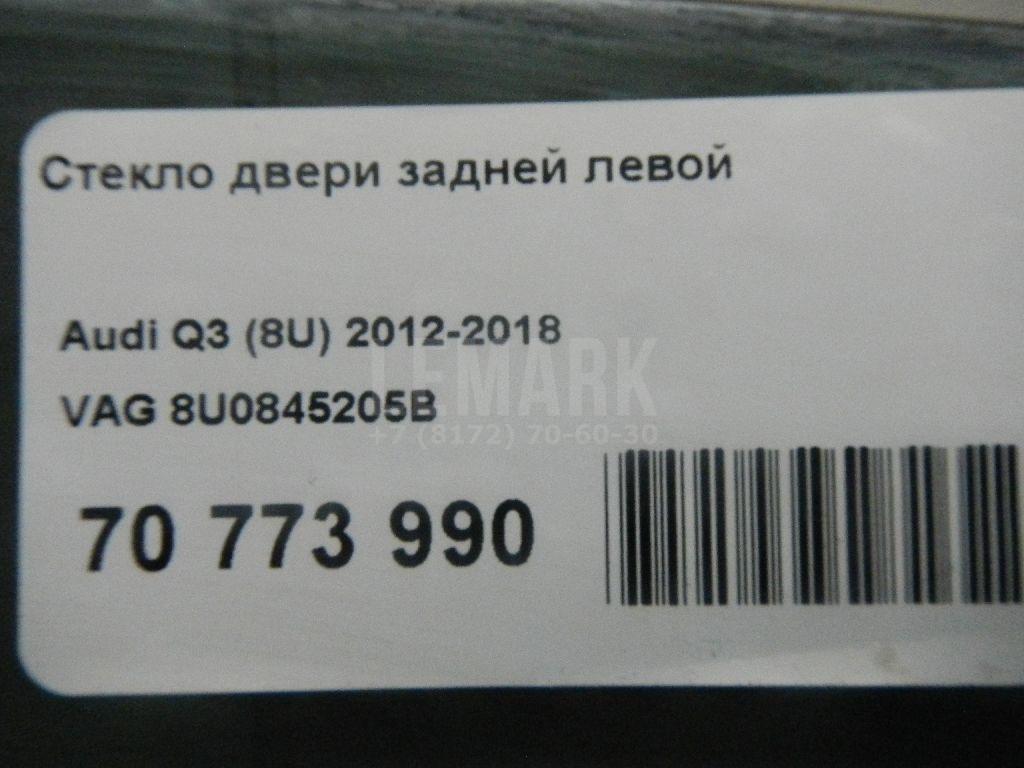 Стекло двери задней левой
Audi Q3 (8U) 2012-2018
LEMARK
VAG 8U0845205B
+7 (8172) 70-60-30
70 773 990